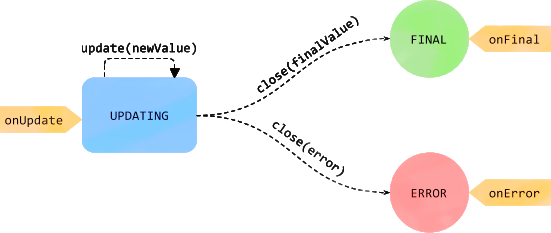 update(newValue)
onUpdate
UPDATING
close(finalValue)
close(error)
FINAL
onFinal
ERROR
onError